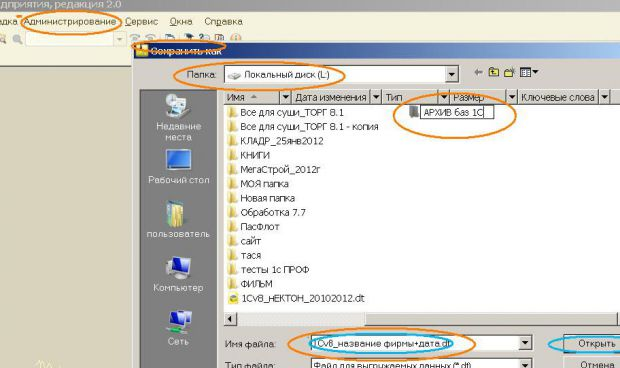 едприятия, редакция 2.0
адка Администрирование Сервис Окна Справка
Сохранить как
Папка: Локальный диск (L:)
Имя Дата изменения Тип Размер Ключевые слова
Недавние места
Рабочий стол
пользователь
Компьютер
Сеть
Все для суши_ТОРГ 8.1
Все для суши_ТОРГ 8.1 - копия
КЛАДР_25янв2012
КНИГИ
МегаСтрой_2012г
МОЯ папка
Новая папка
Обработка 7.7
ПасФлот
сайт
тася
тесты 1с ПРОФ
ФИЛЬМ
1Cv8_нЕКТОН_20102012.dt
АРХИВ баз 1С
Имя файла: 1Cv8_название фирмы+дата.dt Открыть
Тип файла: Файл для выгружаемых данных (*.dt) Отмена